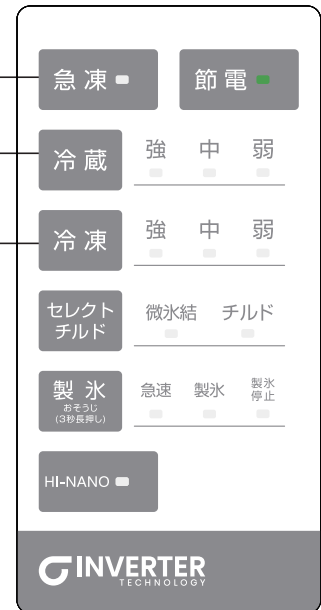 急凍
節電
冷蔵
強 中 弱
冷凍
強 中 弱
セレクト
チルド
微氷結 チルド
製氷
おそうじ
(3秒長押し)
急速 製氷 製氷
停止
HI-NANO
INVERTER
TECHNOLOGY